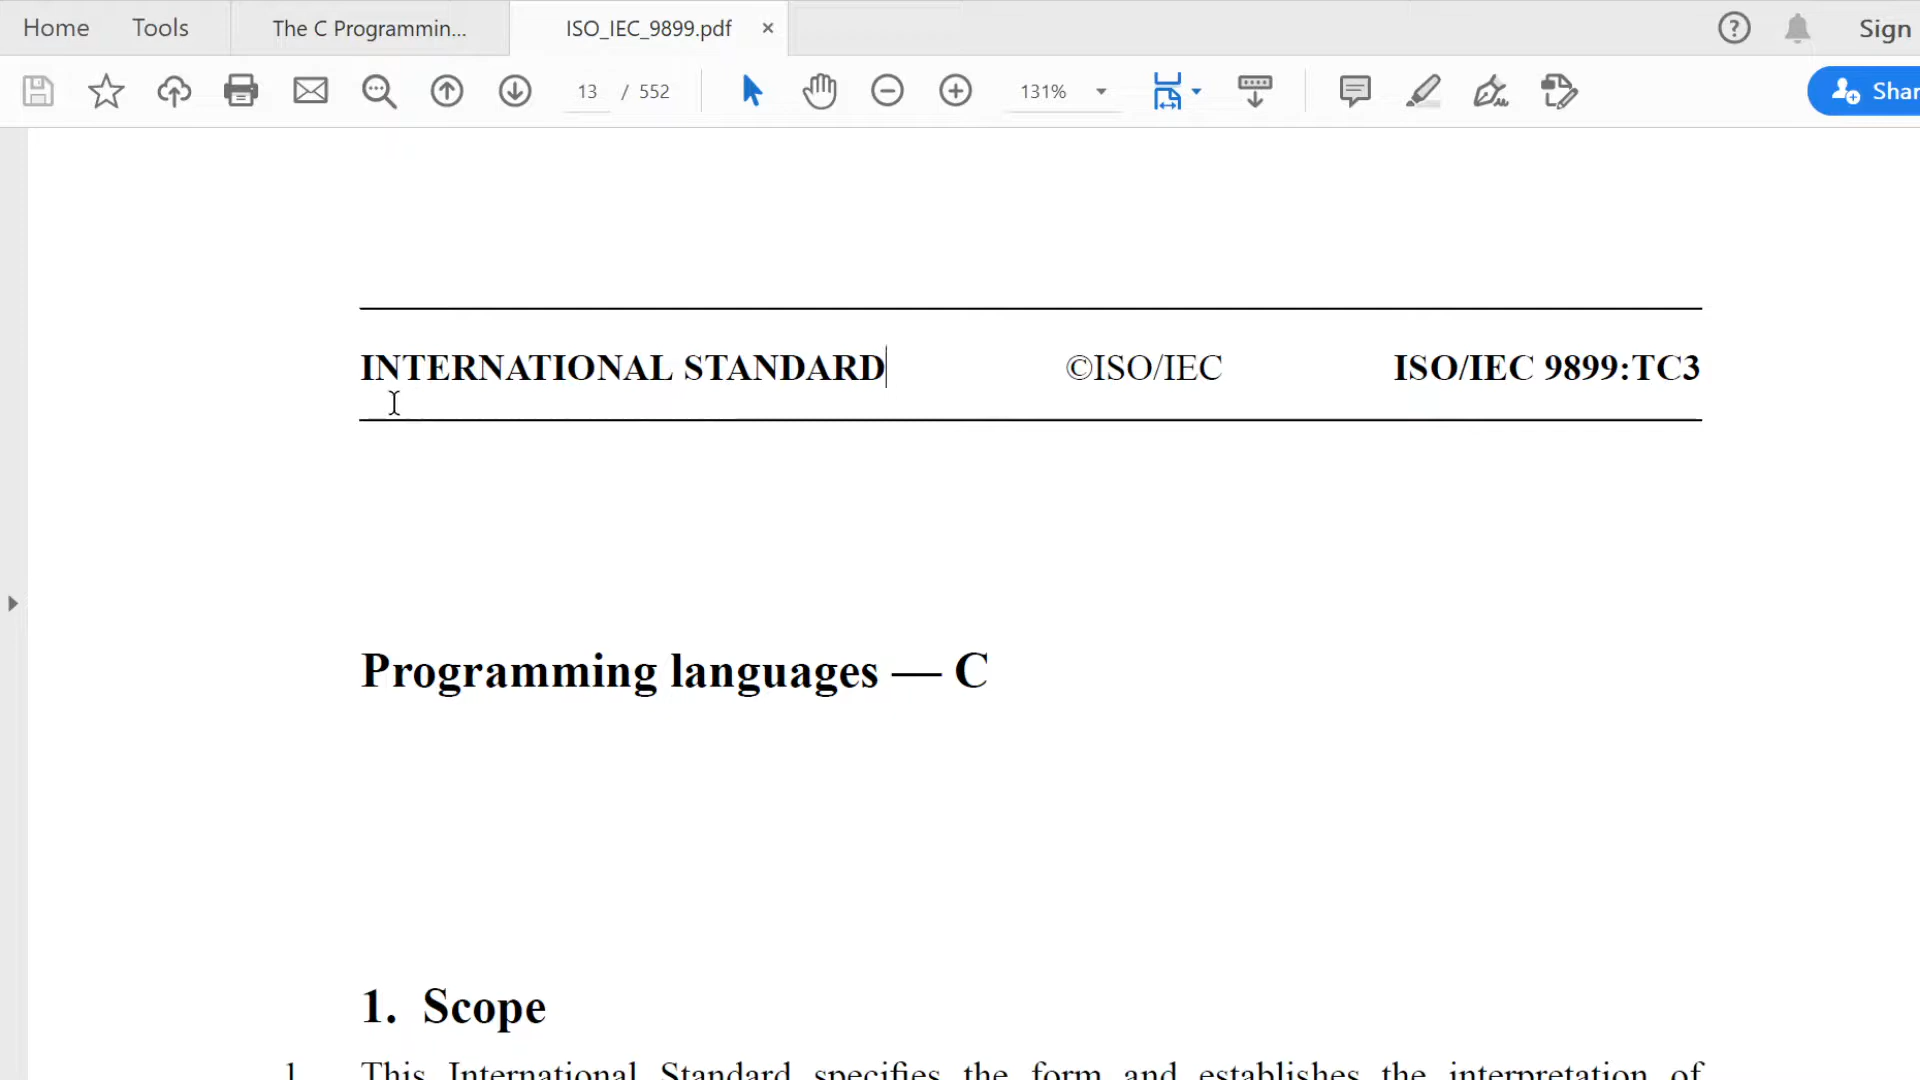 Home Tools The C Programmin... ISO_IEC_9899.pdf × ? Sign
13 / 552 131% Shar
INTERNATIONAL STANDARD ©ISO/IEC ISO/IEC 9899:TC3
Programming languages — C
1. Scope
1 This International Standard specifies the form and establishes the interpretation of